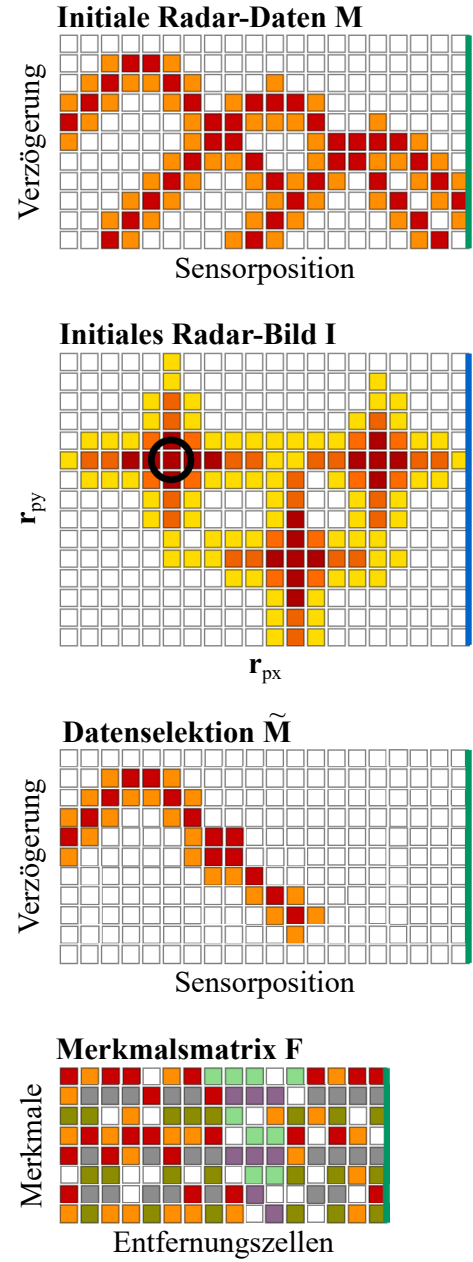 Initiale Radar-Daten M
Verzögerung
Sensorposition
Initiales Radar-Bild I
r_py
r_px
Datenselektion M̃
Verzögerung
Sensorposition
Merkmalsmatrix F
Merkmale
Entfernungszellen